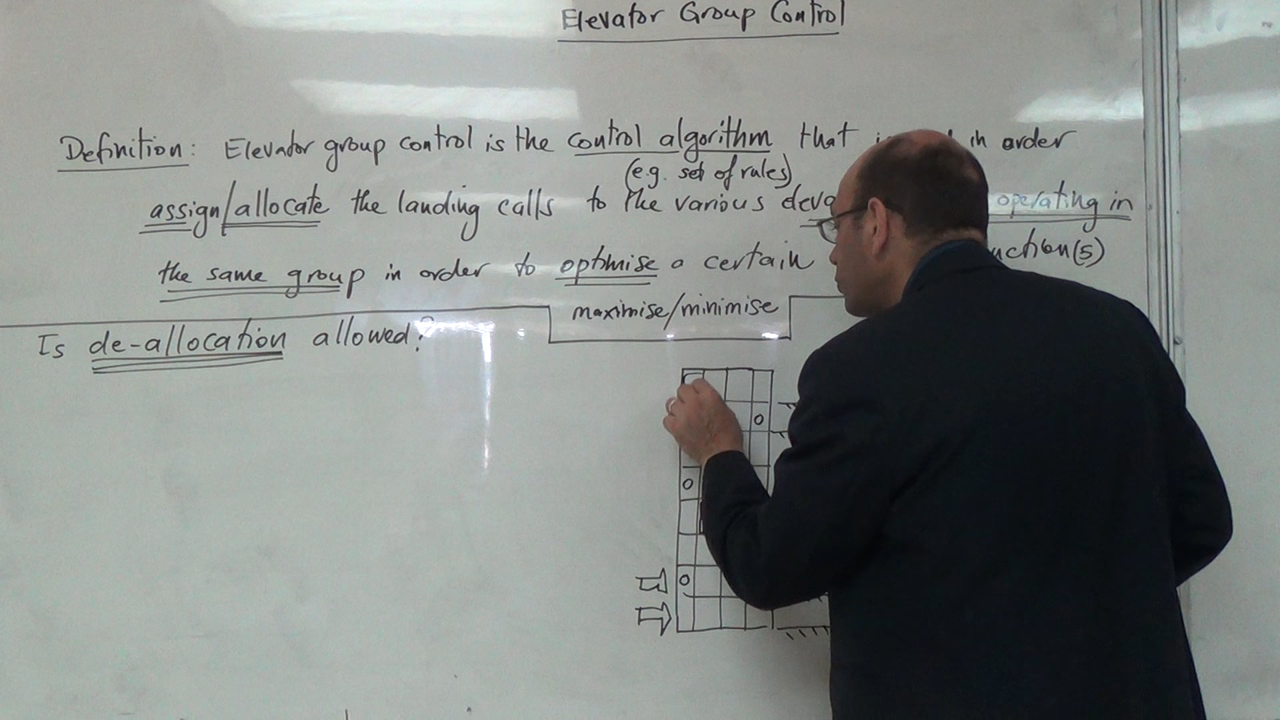 Elevator Group Control
Definition: Elevator group control is the control algorithm that in order
(e.g. set of rules)
assign/allocate the landing calls to the various operating in
the same group in order to optimise a certain
maximise/minimise
Is de-allocation allowed?